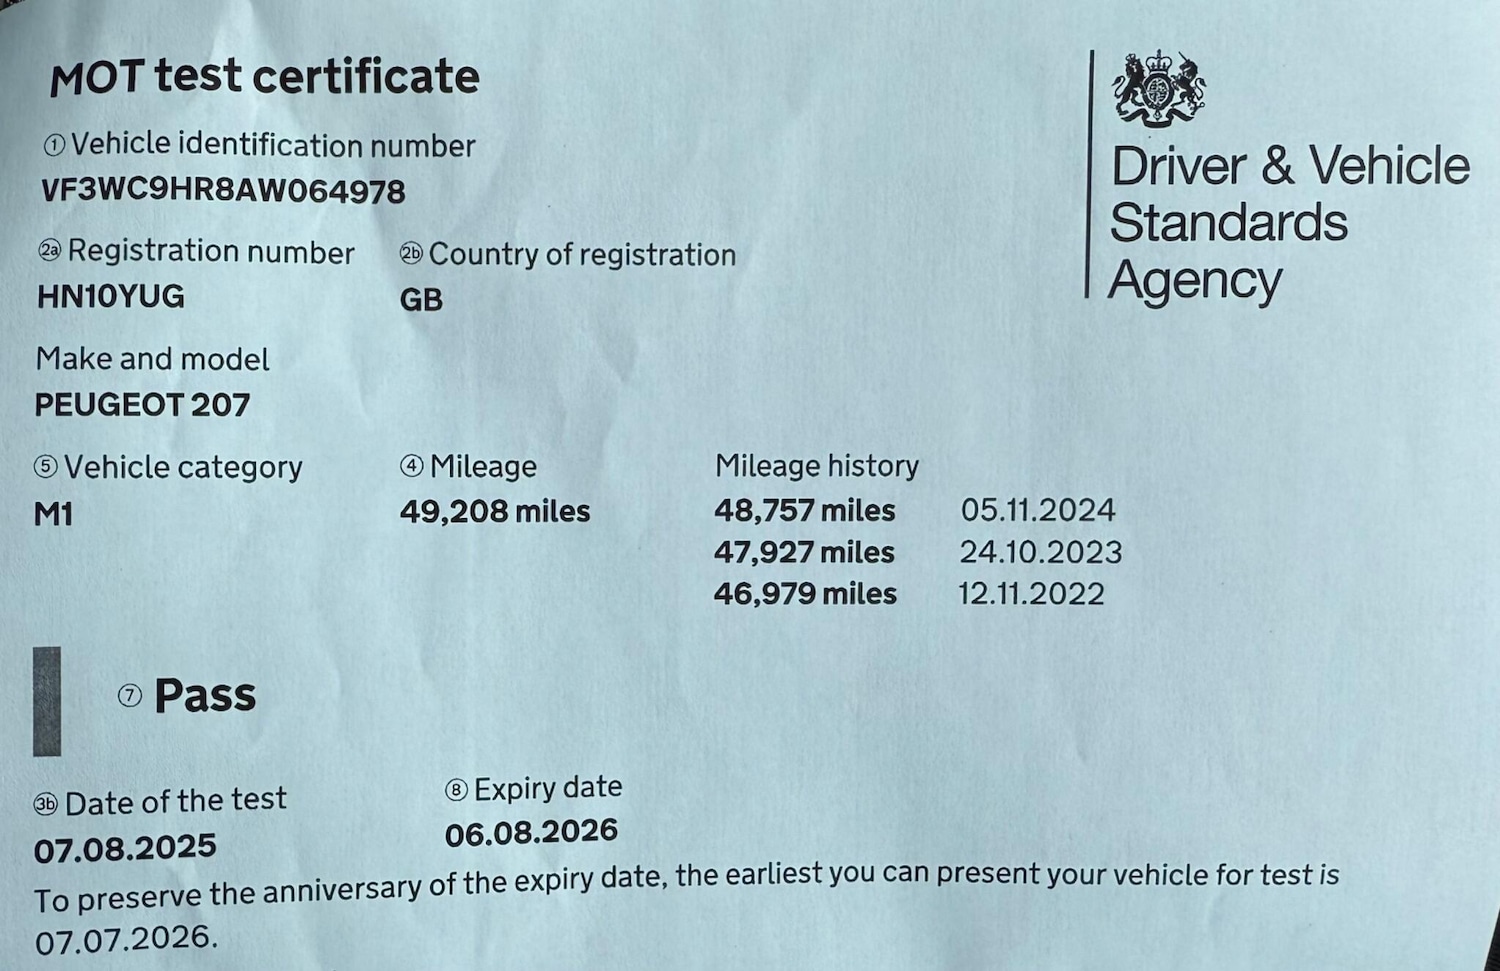 MOT test certificate
① Vehicle identification number
VF3WC9HR8AW064978
2a Registration number 2b Country of registration
HN10YUG GB
Make and model
PEUGEOT 207
⑤ Vehicle category ④ Mileage Mileage history
M1 49,208 miles 48,757 miles 05.11.2024
47,927 miles 24.10.2023
46,979 miles 12.11.2022
⑦ Pass
3b Date of the test ⑧ Expiry date
07.08.2025 06.08.2026
To preserve the anniversary of the expiry date, the earliest you can present your vehicle for test is
07.07.2026.
Driver & Vehicle
Standards
Agency